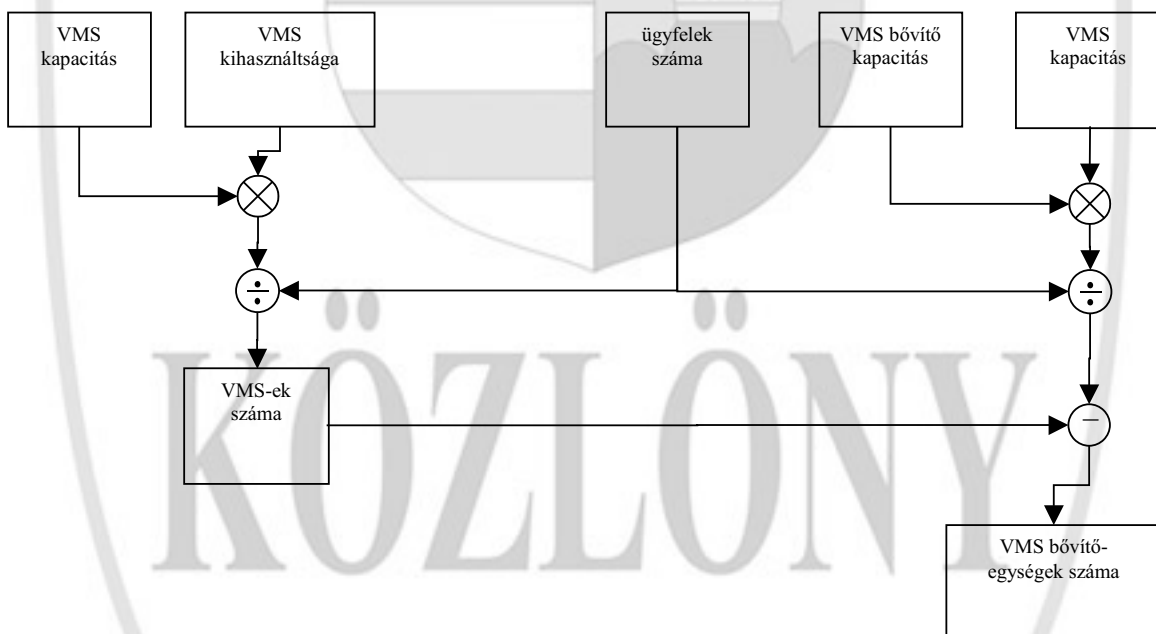 VMS
kapacitás
VMS
kihasználtsága
ügyfelek
száma
VMS bővítő
kapacitás
VMS
kapacitás
VMS-ek
száma
KÖZLÖNY
VMS bővítő-
egységek száma